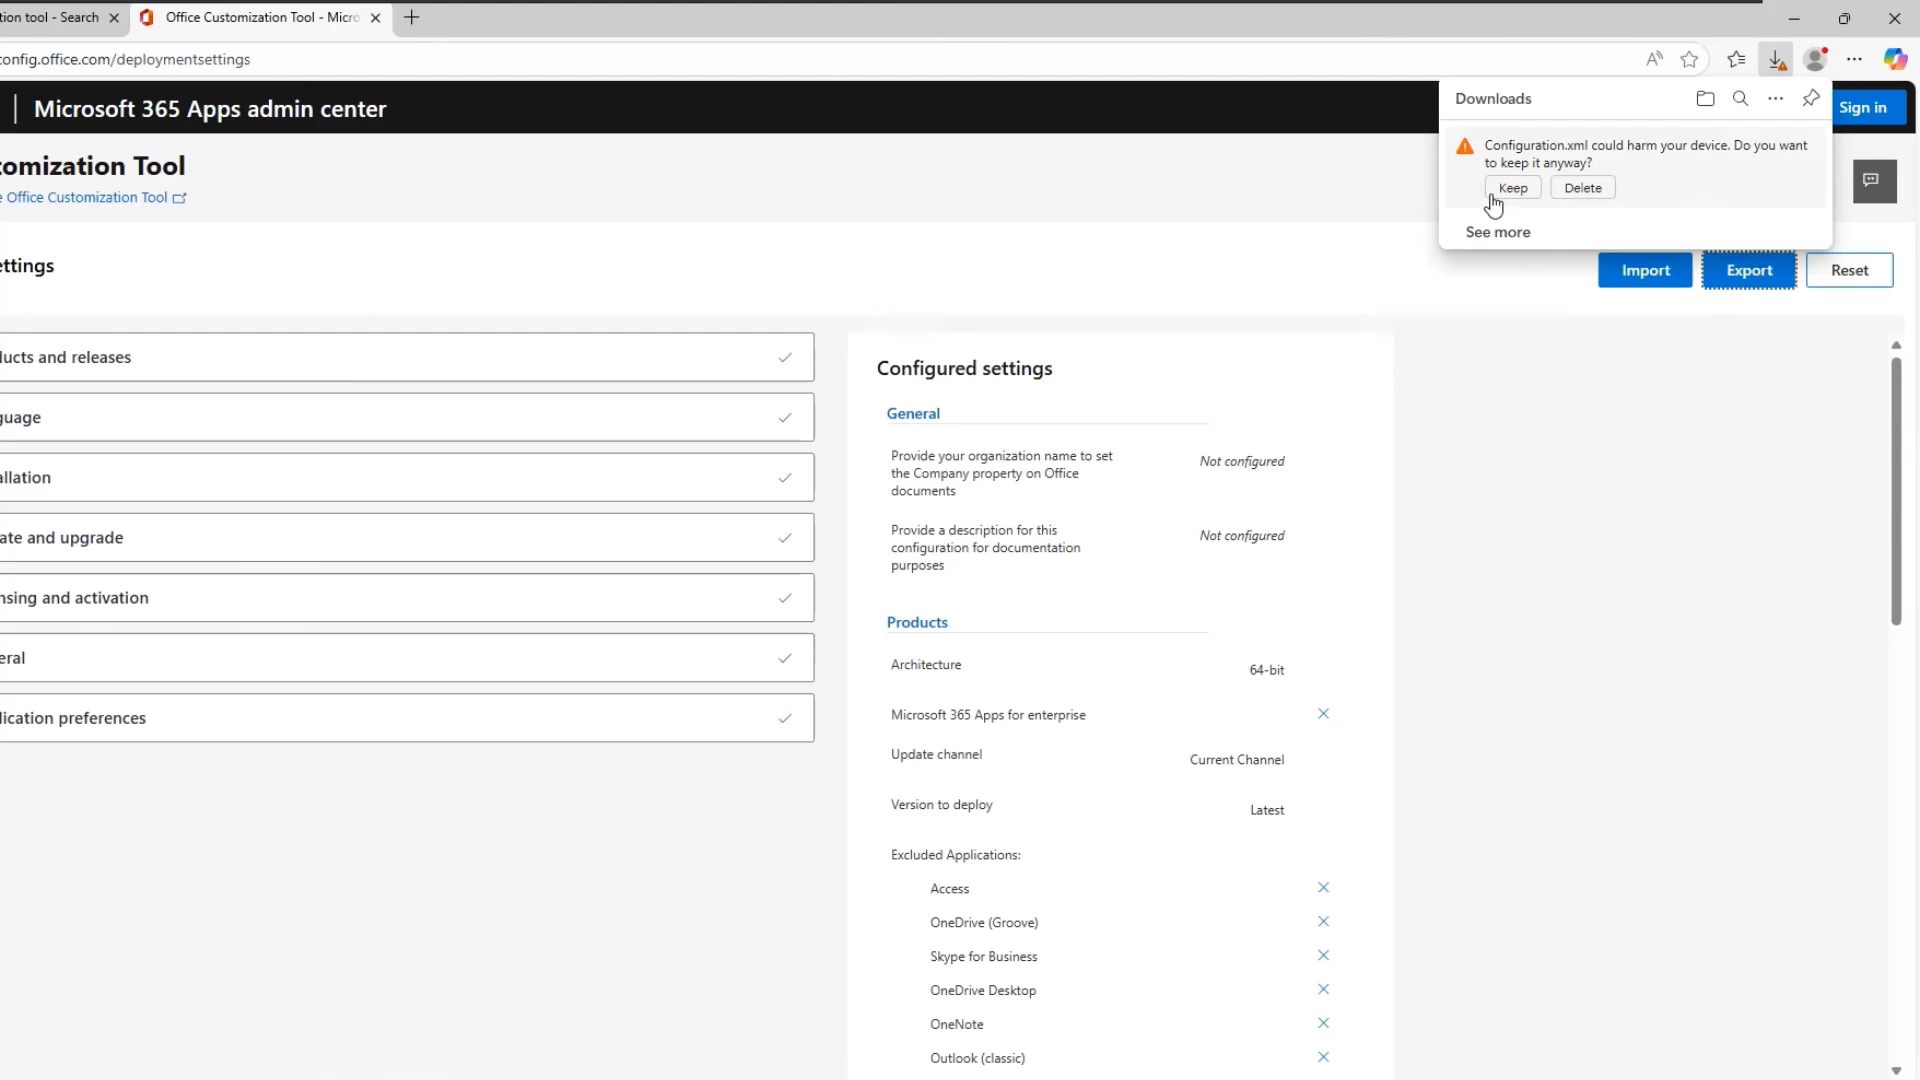 tion tool - Search
Office Customization Tool - Micro
config.office.com/deploymentsettings
Microsoft 365 Apps admin center
Sign in
Downloads
Configuration.xml could harm your device. Do you want
to keep it anyway?
Keep
Delete
See more
tomization Tool
e Office Customization Tool
ettings
Import
Export
Reset
ucts and releases
guage
allation
ate and upgrade
nsing and activation
eral
lication preferences
Configured settings
General
Provide your organization name to set
the Company property on Office
documents
Not configured
Provide a description for this
configuration for documentation
purposes
Not configured
Products
Architecture
64-bit
Microsoft 365 Apps for enterprise
Update channel
Current Channel
Version to deploy
Latest
Excluded Applications:
Access
OneDrive (Groove)
Skype for Business
OneDrive Desktop
OneNote
Outlook (classic)